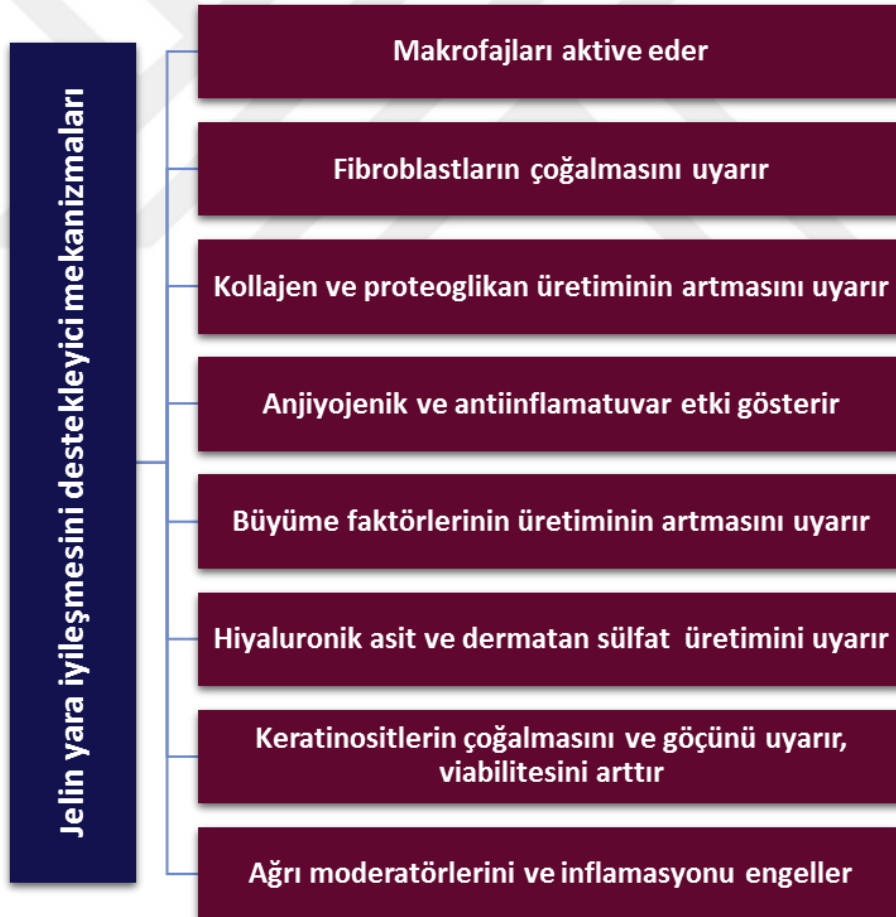 Jelin yara iyileşmesini destekleyici mekanizmaları
Makrofajları aktive eder
Fibroblastların çoğalmasını uyarır
Kollajen ve proteoglikan üretiminin artmasını uyarır
Anjiyojenik ve antiinflamatuvar etki gösterir
Büyüme faktörlerinin üretiminin artmasını uyarır
Hiyaluronik asit ve dermatan sülfat üretimini uyarır
Keratinositlerin çoğalmasını ve göçünü uyarır,
viabilitesini arttır
Ağrı moderatörlerini ve inflamasyonu engeller